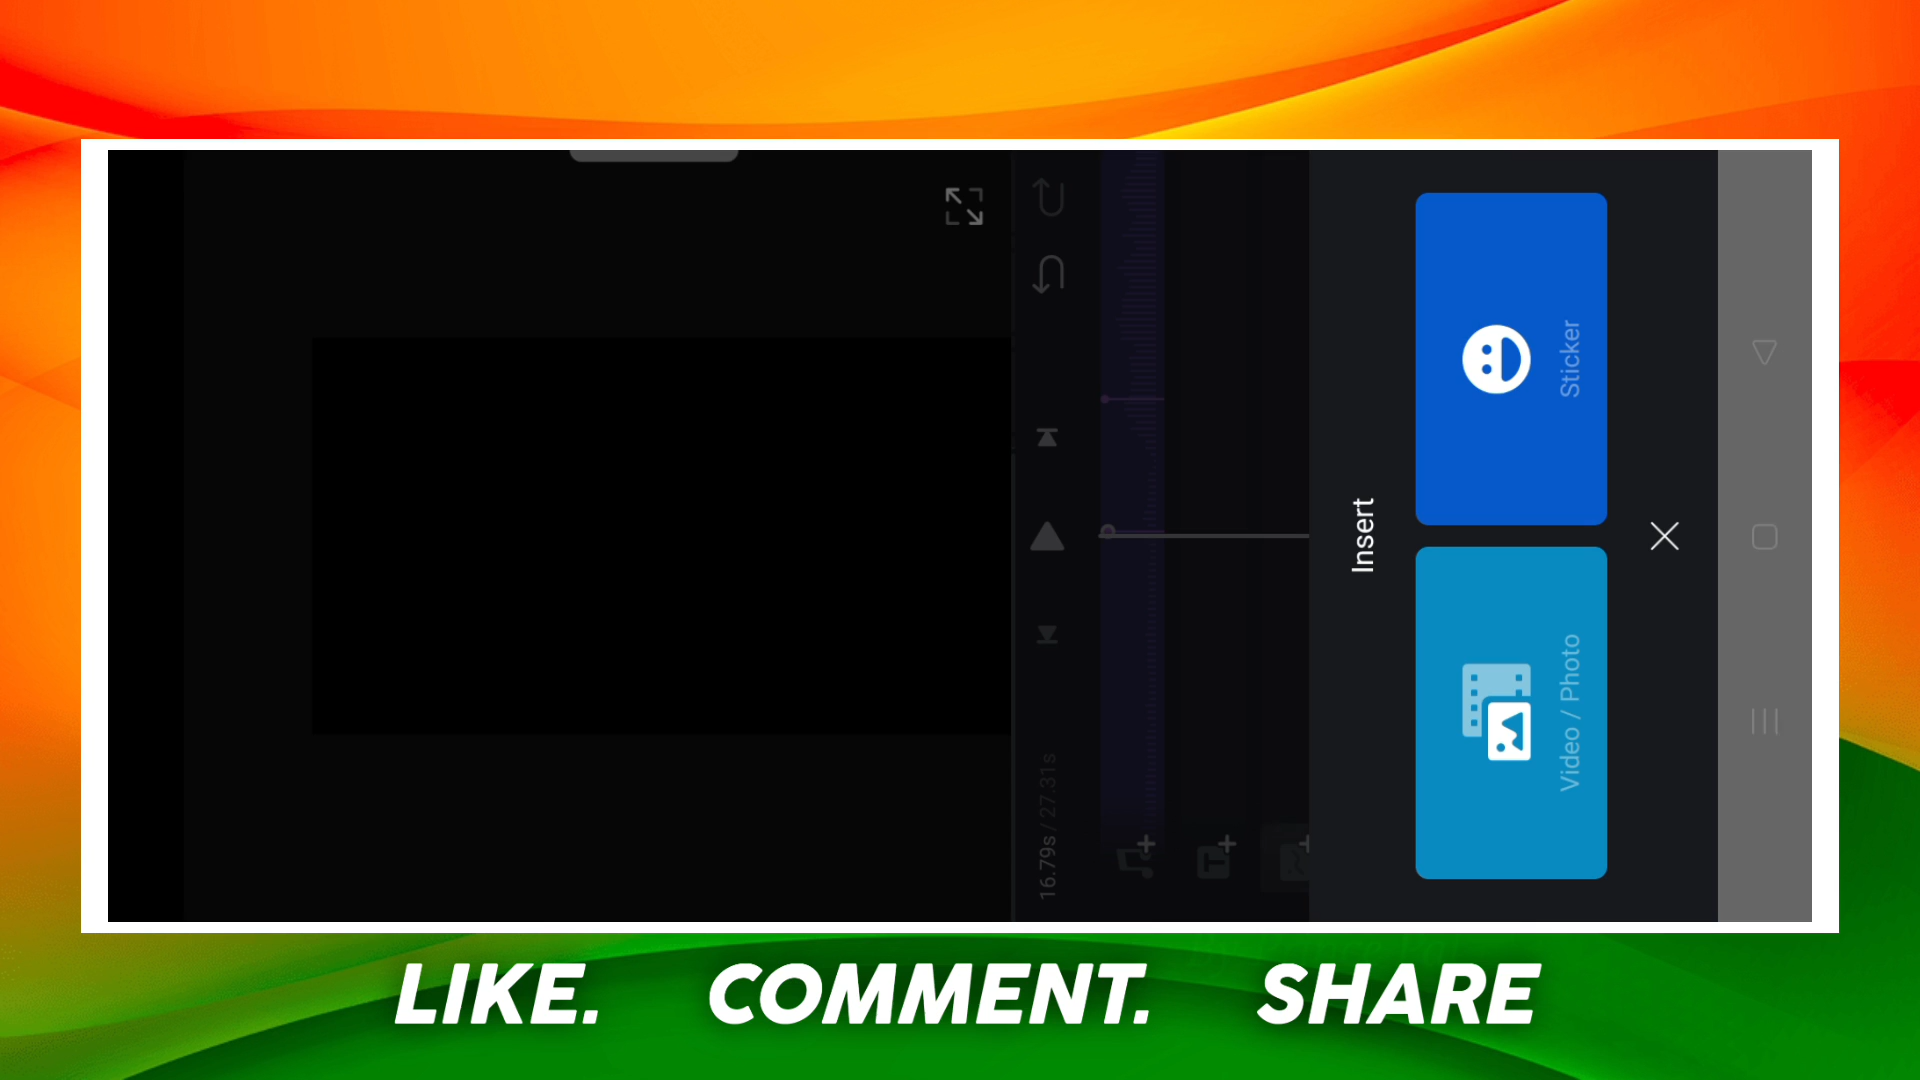 16.79s / 27.31s
Insert
Video / Photo
Sticker
LIKE. COMMENT. SHARE